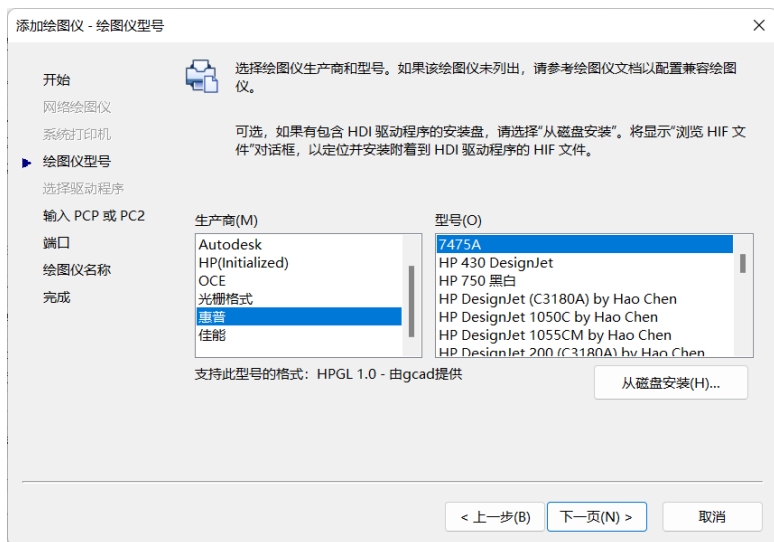 添加绘图仪 - 绘图仪型号
开始
网络绘图仪
系统打印机
绘图仪型号
选择驱动程序
输入 PCP 或 PC2
端口
绘图仪名称
完成
选择绘图仪生产商和型号。如果该绘图仪未列出，请参考绘图仪文档以配置兼容绘图
仪。
可选，如果有包含 HDI 驱动程序的安装盘，请选择“从磁盘安装”。将显示“浏览 HIF 文
件”对话框，以定位并安装附着到 HDI 驱动程序的 HIF 文件。
生产商(M)
Autodesk
HP(Initialized)
OCE
光栅格式
惠普
佳能
型号(O)
7475A
HP 430 DesignJet
HP 750 黑白
HP DesignJet (C3180A) by Hao Chen
HP Designjet 1050C by Hao Chen
HP Designjet 1055CM by Hao Chen
HP DesignJet 200 (C3180A) by Hao Chen
支持此型号的格式：HPGL 1.0 - 由gcad提供
从磁盘安装(H)...
< 上一步(B)
下一页(N) >
取消